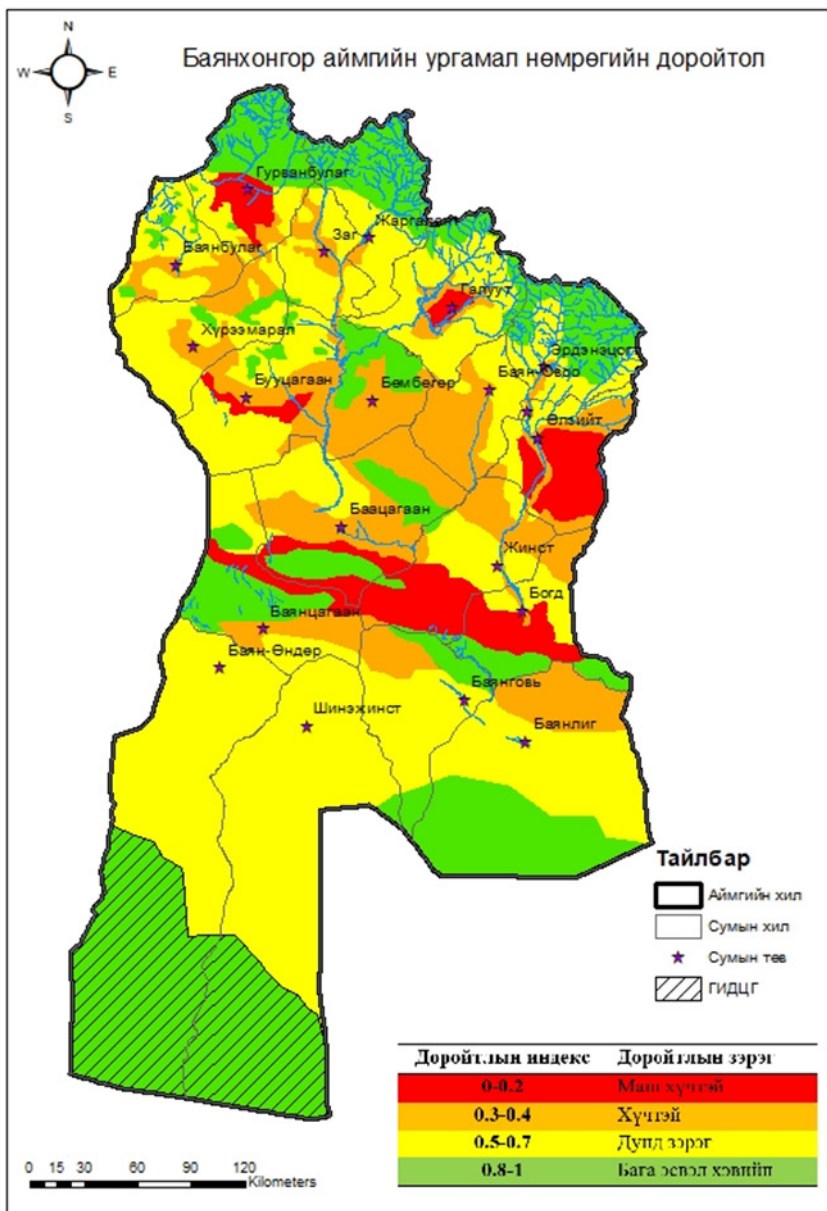 Баянхонгор аймгийн ургамал нөмрөгийн доройтол
N
W E
S
Гурванбулаг
Жаргалант
Заг
Баянбулаг
Галуут
Хүрээмарал
Эрдэнэцогт
Баян-Овоо
Бууцагаан
Бөмбөгөр
Өлзийт
Баацагаан
Жинст
Богд
Баянцагаан
Баян-Өндөр
Баянговь
Шинэжинст
Баянлиг
Тайлбар
Аймгийн хил
Сумын хил
Сумын төв
ГИДЦГ
Доройтлын индекс Доройтлын зэрэг
0-0.2 Маш хүчтэй
0.3-0.4 Хүчтэй
0.5-0.7 Дунд зэрэг
0.8-1 Бага эсвэл хэвийн
0 15 30 60 90 120
Kilometers